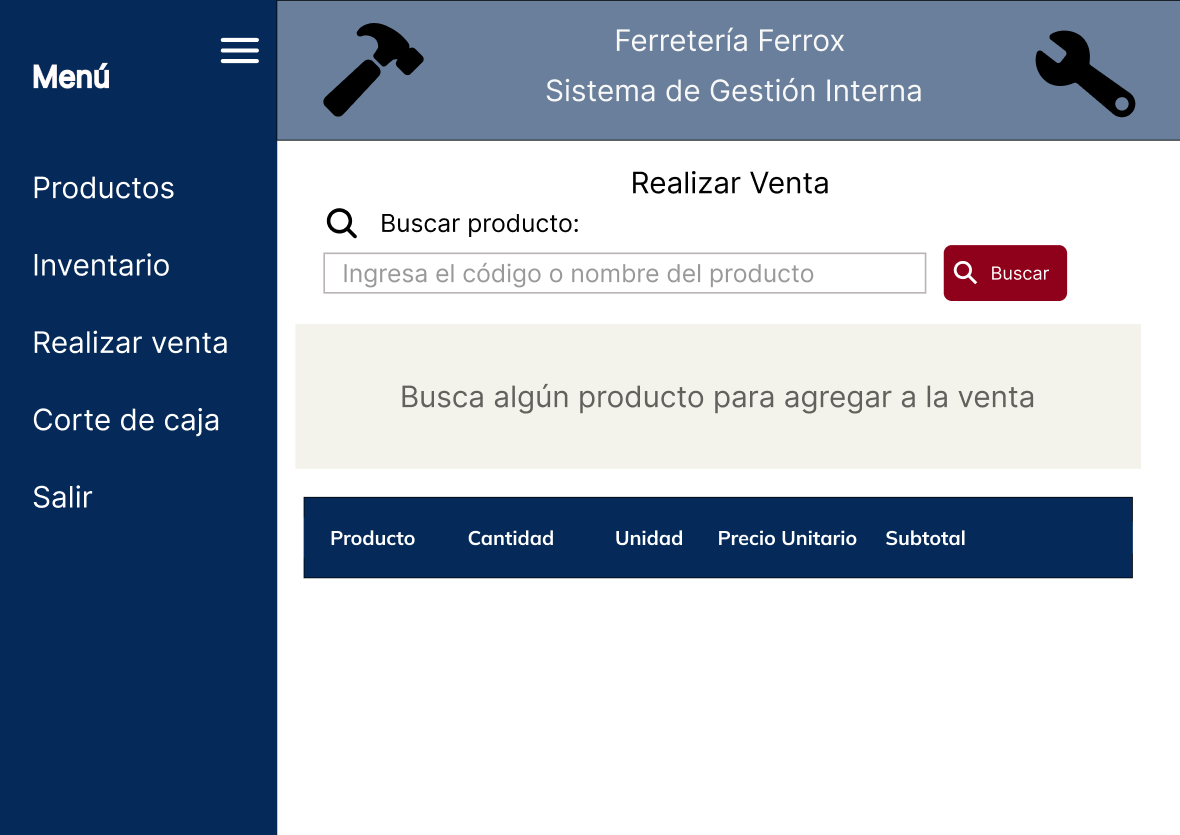 Menú
Productos
Inventario
Realizar venta
Corte de caja
Salir
Ferretería Ferrox
Sistema de Gestión Interna
Realizar Venta
Buscar producto:
Ingresa el código o nombre del producto
Buscar
Busca algún producto para agregar a la venta
Producto Cantidad Unidad Precio Unitario Subtotal